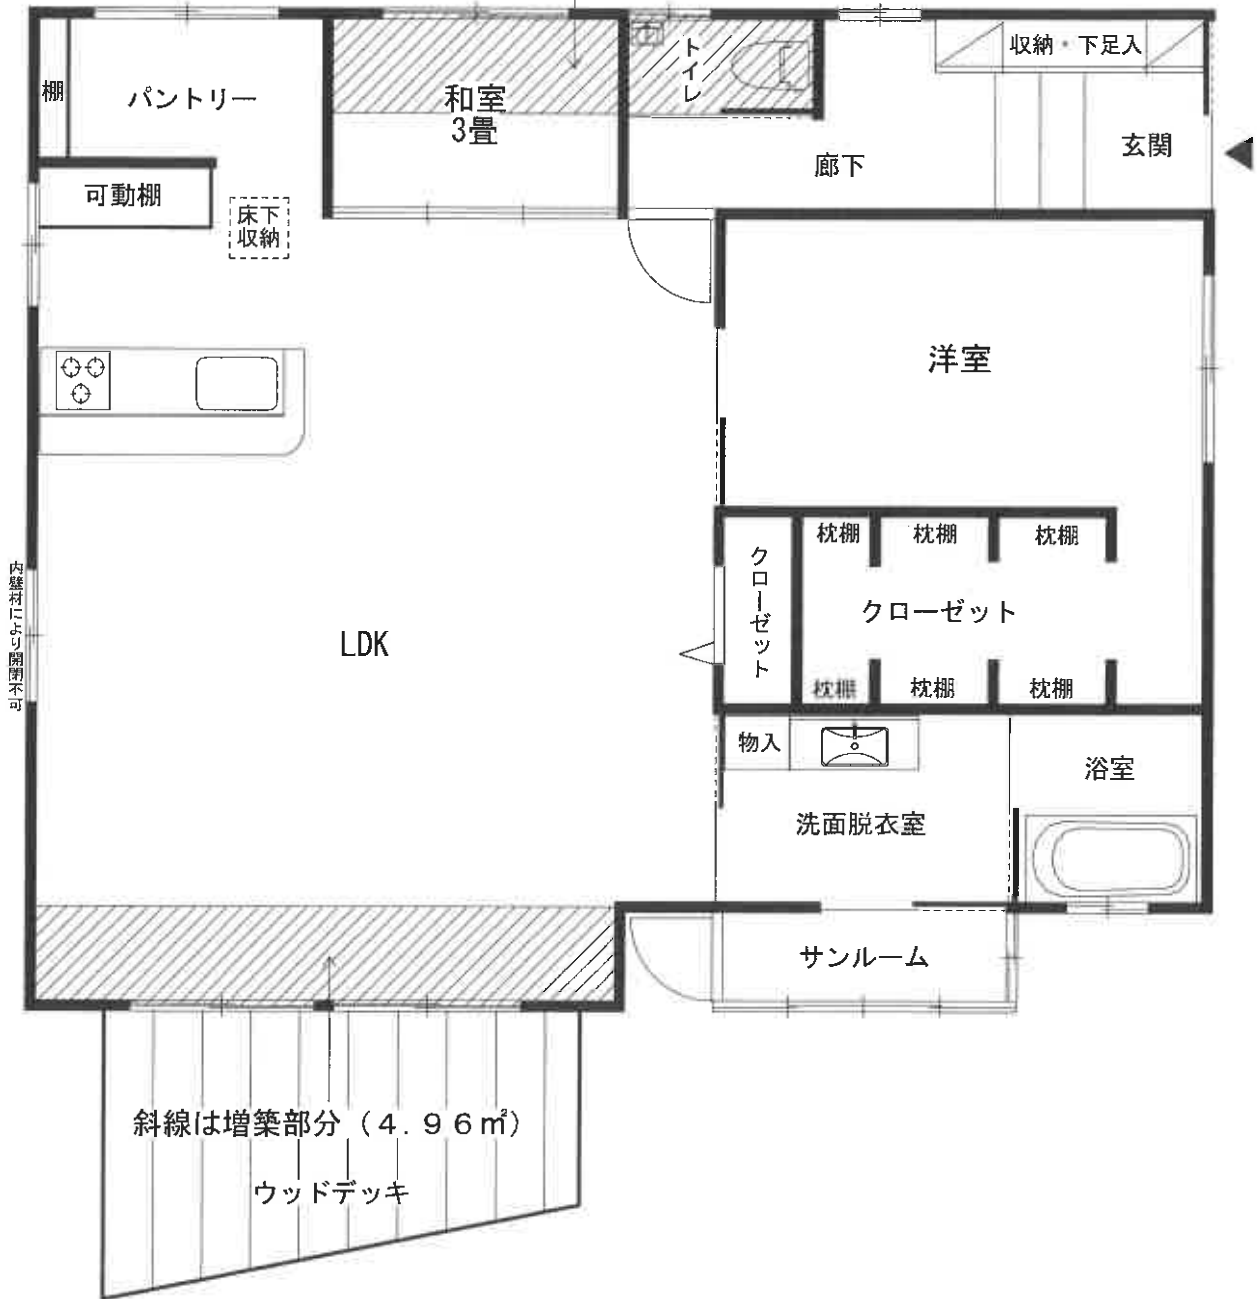 収納・下足入
トイレ
棚
パントリー
和室
3畳
玄関
廊下
可動棚
床下
収納
洋室
枕棚
枕棚
枕棚
クローゼット
クローゼット
内壁材により開閉不可
LDK
枕棚
枕棚
枕棚
物入
浴室
洗面脱衣室
サンルーム
斜線は増築部分（４．９６㎡）
ウッドデッキ